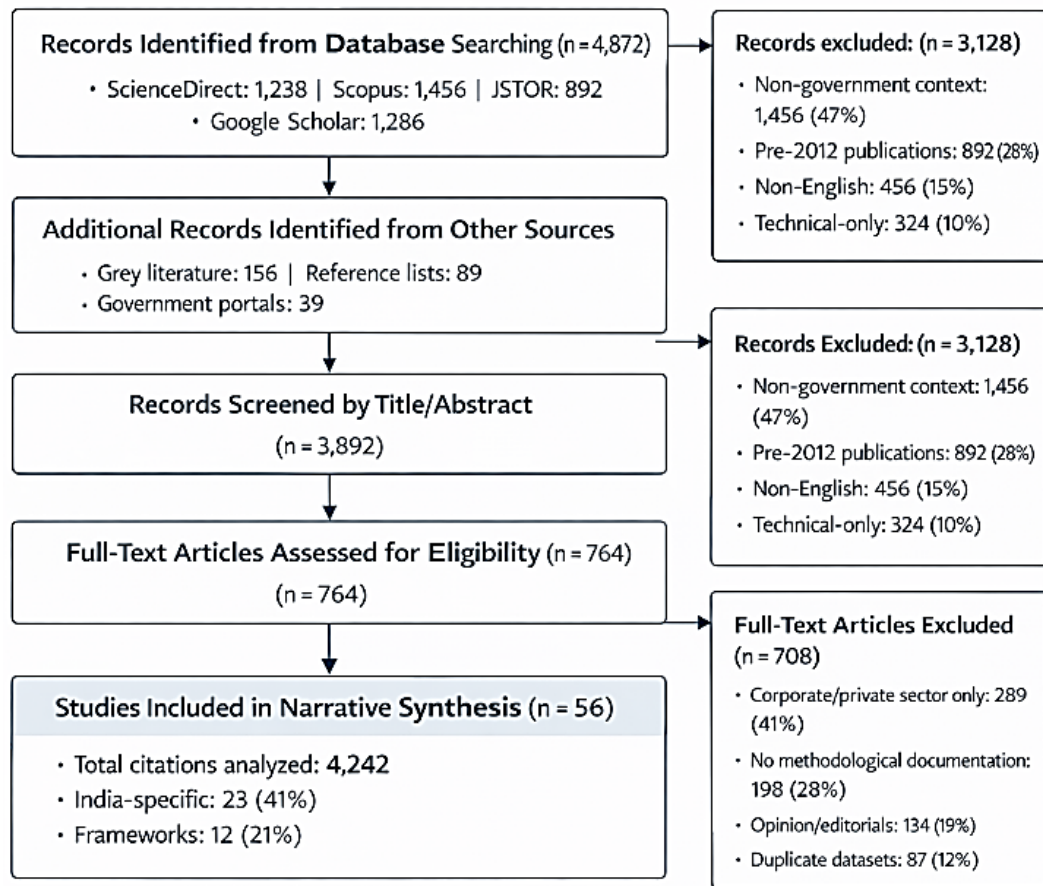 Records Identified from Database Searching (n = 4,872)
• ScienceDirect: 1,238 | Scopus: 1,456 | JSTOR: 892
• Google Scholar: 1,286
Records excluded: (n = 3,128)
• Non-government context:
1,456 (47%)
• Pre-2012 publications: 892 (28%)
• Non-English: 456 (15%)
• Technical-only: 324 (10%)
Additional Records Identified from Other Sources
• Grey literature: 156 | Reference lists: 89
• Government portals: 39
Records Excluded: (n = 3,128)
• Non-government context: 1,456
(47%)
• Pre-2012 publications: 892 (28%)
• Non-English: 456 (15%)
• Technical-only: 324 (10%)
Records Screened by Title/Abstract
(n = 3,892)
Full-Text Articles Assessed for Eligibility (n = 764)
(n = 764)
Full-Text Articles Excluded
(n = 708)
• Corporate/private sector only: 289
(41%)
• No methodological documentation:
198 (28%)
• Opinion/editorials: 134 (19%)
• Duplicate datasets: 87 (12%)
Studies Included in Narrative Synthesis (n = 56)
• Total citations analyzed: 4,242
• India-specific: 23 (41%)
• Frameworks: 12 (21%)